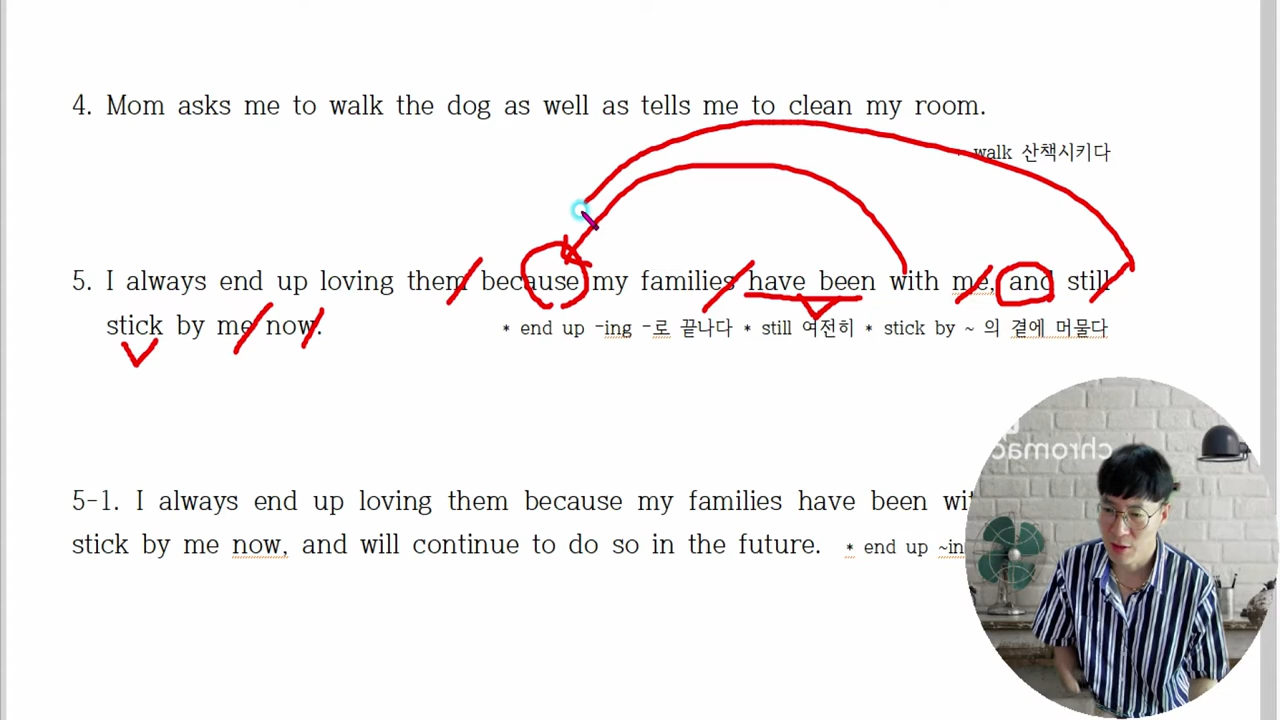 4. Mom asks me to walk the dog as well as tells me to clean my room.
walk 산책시키다
5. I always end up loving them because my families have been with me, and still
stick by me now.
* end up -ing -로 끝나다 * still 여전히 * stick by ~ 의 곁에 머물다
5-1. I always end up loving them because my families have been
stick by me now, and will continue to do so in the future. * end up
chromac